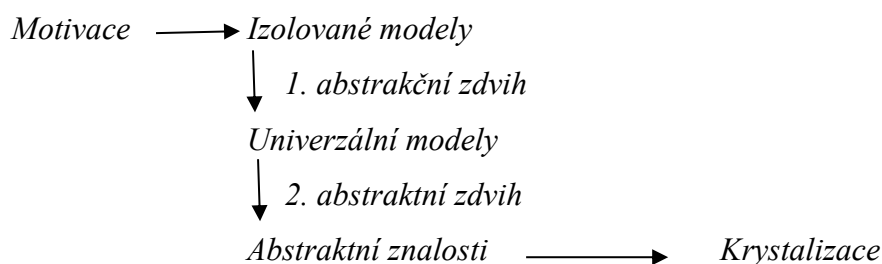 Motivace Izolované modely
1. abstrakční zdvih
Univerzální modely
2. abstraktní zdvih
Abstraktní znalosti Krystalizace